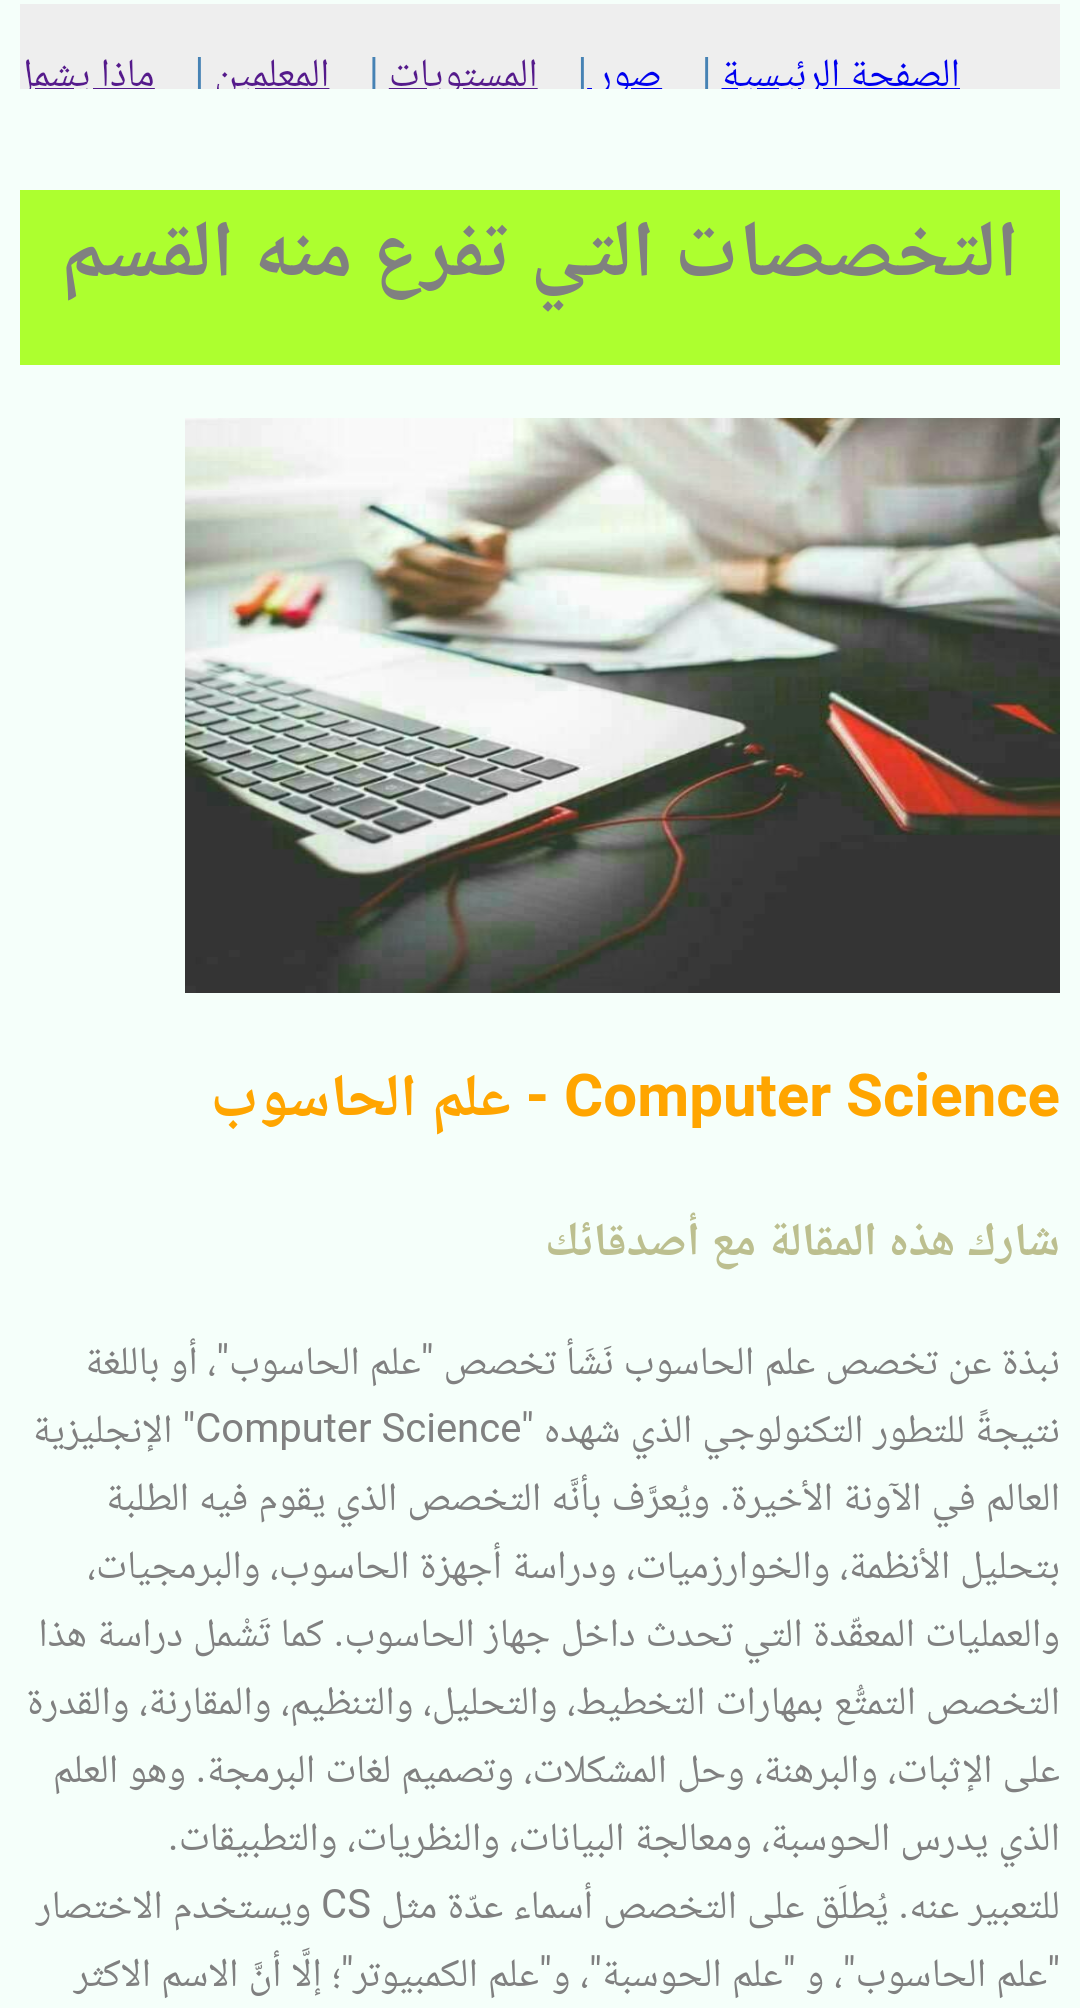 الصفحة الرئيسية | صور | المستويات | المعلمين | ماذا يشمل
التخصصات التي تفرع منه القسم
علم الحاسوب - Computer Science
شارك هذه المقالة مع أصدقائك
نبذة عن تخصص علم الحاسوب نَشَأ تخصص "علم الحاسوب"، أو باللغة
نتيجةً للتطور التكنولوجي الذي شهده "Computer Science" الإنجليزية
العالم في الآونة الأخيرة. ويُعرَّف بأنَّه التخصص الذي يقوم فيه الطلبة
بتحليل الأنظمة، والخوارزميات، ودراسة أجهزة الحاسوب، والبرمجيات،
والعمليات المعقّدة التي تحدث داخل جهاز الحاسوب. كما تَشْمل دراسة هذا
التخصص التمتُّع بمهارات التخطيط، والتحليل، والتنظيم، والمقارنة، والقدرة
على الإثبات، والبرهنة، وحل المشكلات، وتصميم لغات البرمجة. وهو العلم
الذي يدرس الحوسبة، ومعالجة البيانات، والنظريات، والتطبيقات.
للتعبير عنه. يُطلَق على التخصص أسماء عدّة مثل CS ويستخدم الاختصار
"علم الحاسوب"، و "علم الحوسبة"، و"علم الكمبيوتر"؛ إلَّا أنَّ الاسم الاكثر